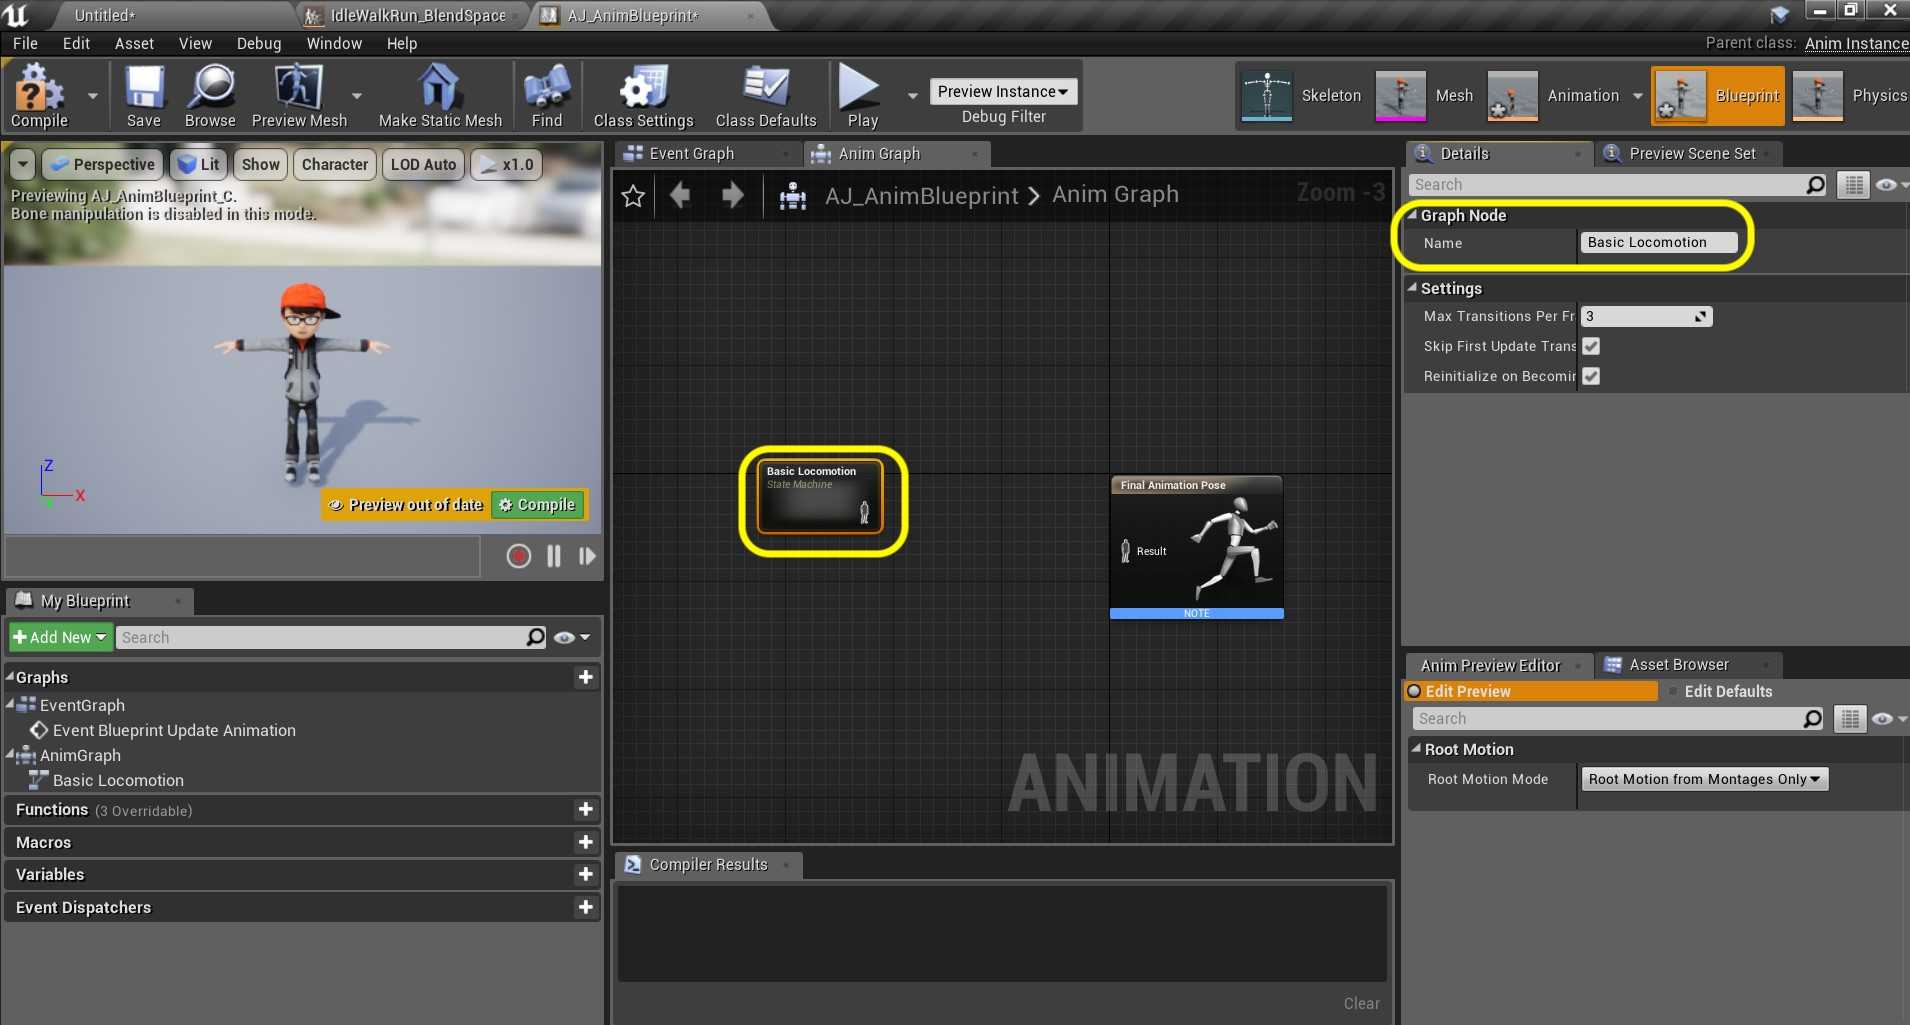 Untitled*
IdleWalkRun_BlendSpace
AJ_AnimBlueprint*
File Edit Asset View Debug Window Help
Parent class: Anim Instance
Compile
Save
Browse
Preview Mesh
Make Static Mesh
Find
Class Settings
Class Defaults
Play
Preview Instance
Debug Filter
Skeleton
Mesh
Animation
Blueprint
Physics
Perspective
Lit
Show
Character
LOD Auto
x1.0
Previewing AJ_AnimBlueprint_C.
Bone manipulation is disabled in this mode.
Z
X
Preview out of date
Compile
My Blueprint
Add New
Search
Graphs
EventGraph
Event Blueprint Update Animation
AnimGraph
Basic Locomotion
Functions (3 Overridable)
Macros
Variables
Event Dispatchers
Event Graph
Anim Graph
AJ_AnimBlueprint > Anim Graph
Zoom -3
Basic Locomotion
State Machine
Final Animation Pose
Result
NOTE
ANIMATION
Compiler Results
Clear
Details
Preview Scene Set
Search
Graph Node
Name Basic Locomotion
Settings
Max Transitions Per Fr 3
Skip First Update Trans
Reinitialize on Becomin
Anim Preview Editor
Asset Browser
Edit Preview
Edit Defaults
Search
Root Motion
Root Motion Mode Root Motion from Montages Only